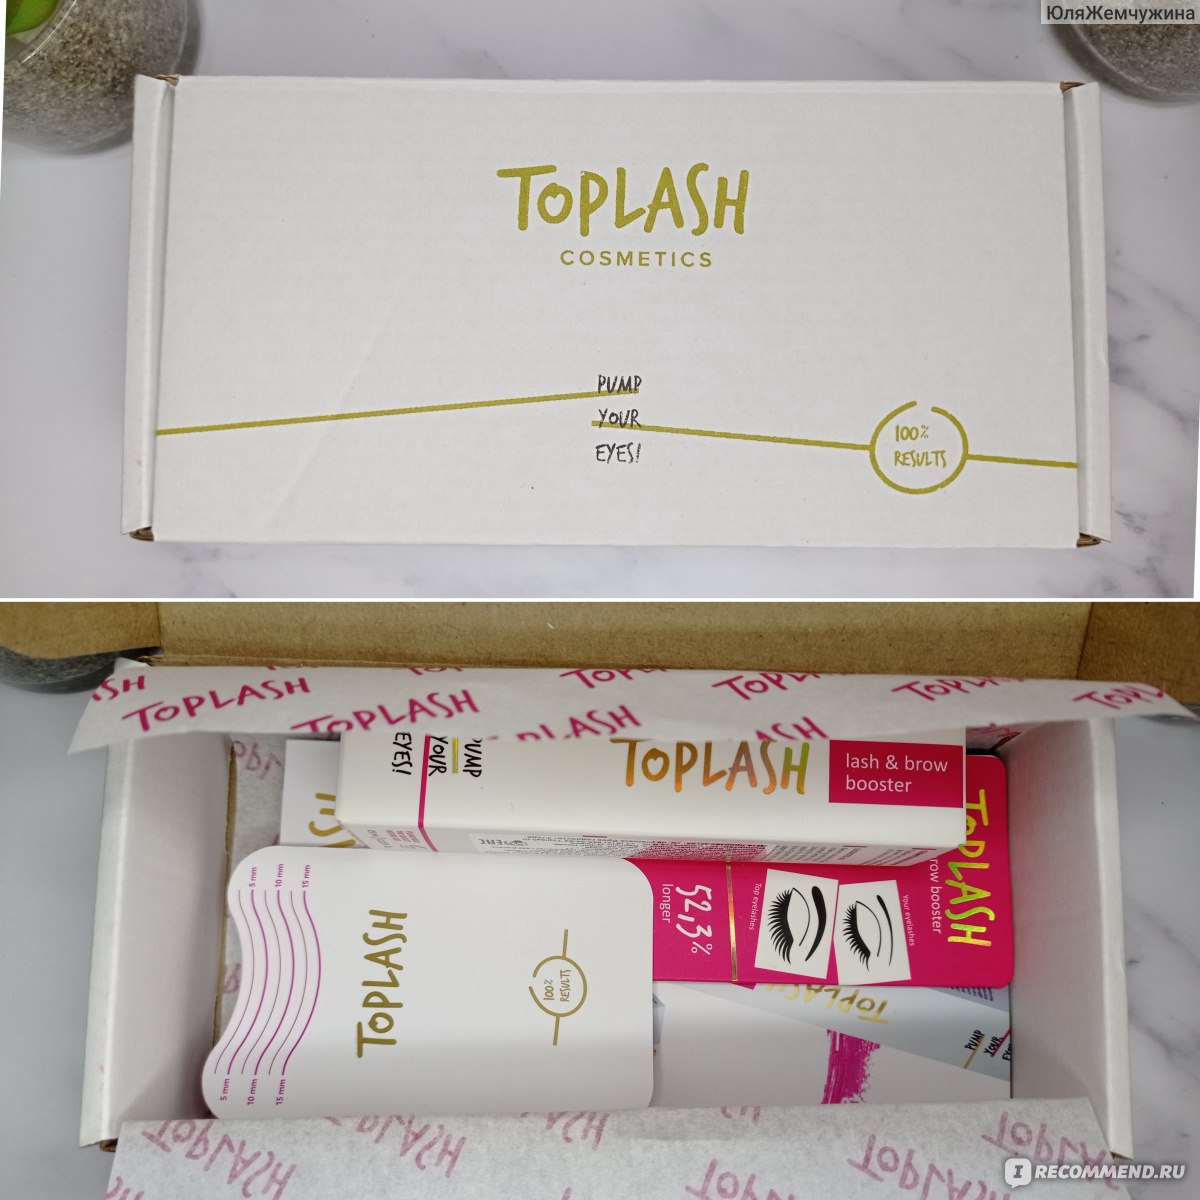 ЮляЖемчужина
TOPLASH
COSMETICS
PUMP
YOUR
EYES!
100%
RESULTS
TOPLASH
TOPLASH
TOPLASH
PUMP
YOUR
EYES!
TOPLASH
lash & brow
booster
TOPLASH
brow booster
52,3%
longer
Top eyelashes
Your eyelashes
5 mm
10 mm
15 mm
TOPLASH
100%
RESULTS
5 mm
10 mm
15 mm
TOPLASH
PUMP
YOUR
TOPLASH
TOPLASH
TOPLASH
TOPLASH
I RECOMMEND.RU